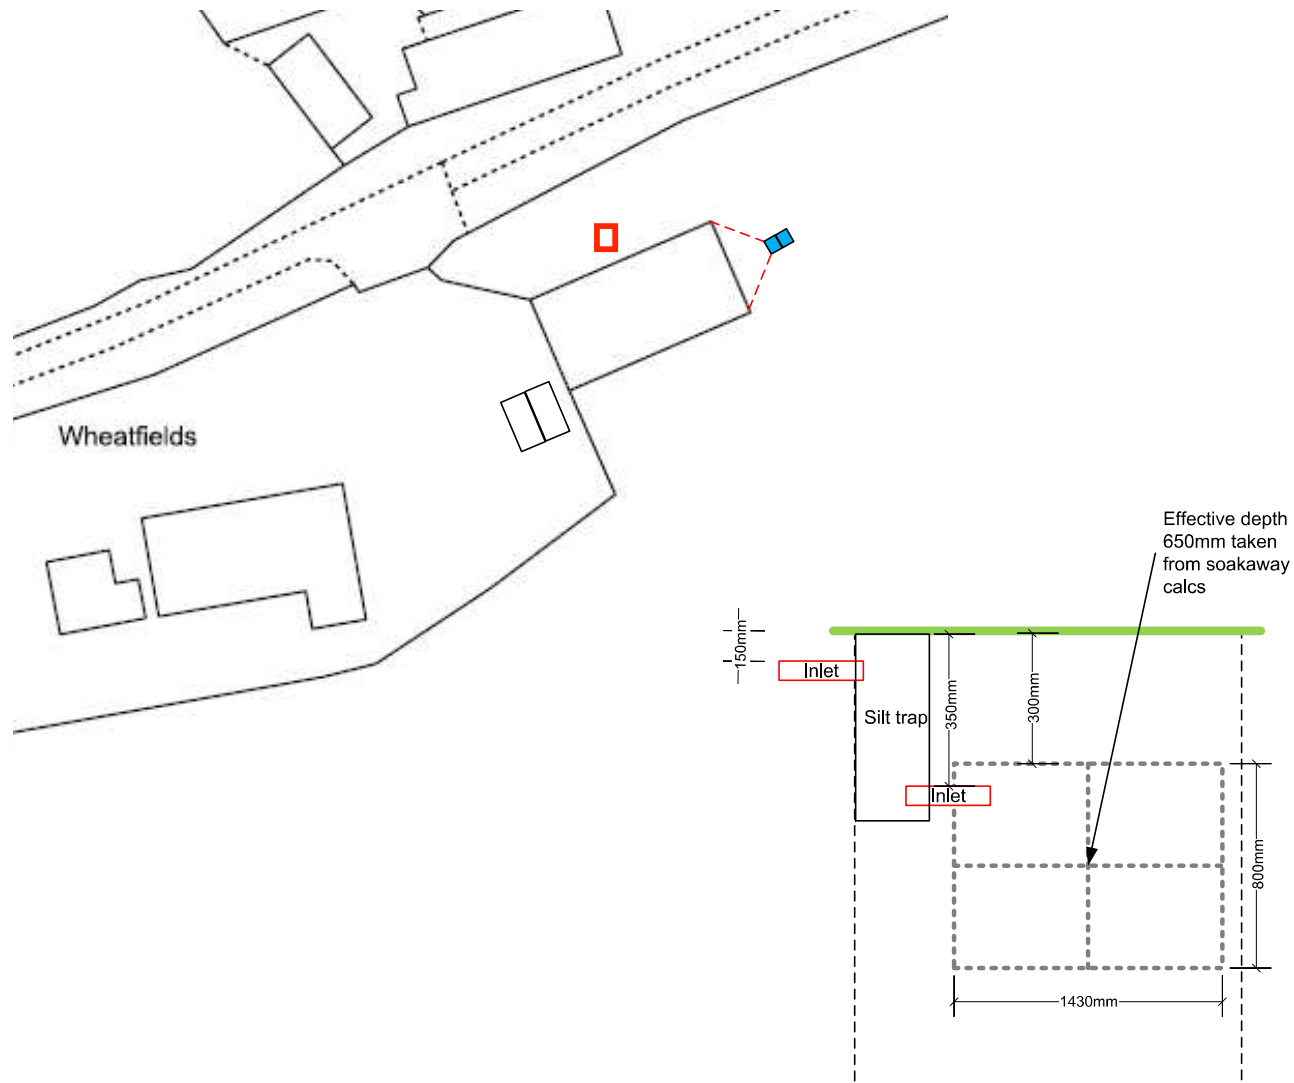 Wheatfields
Effective depth
650mm taken
from soakaway
calcs
150mm
Inlet
Silt trap
350mm
300mm
Inlet
800mm
1430mm